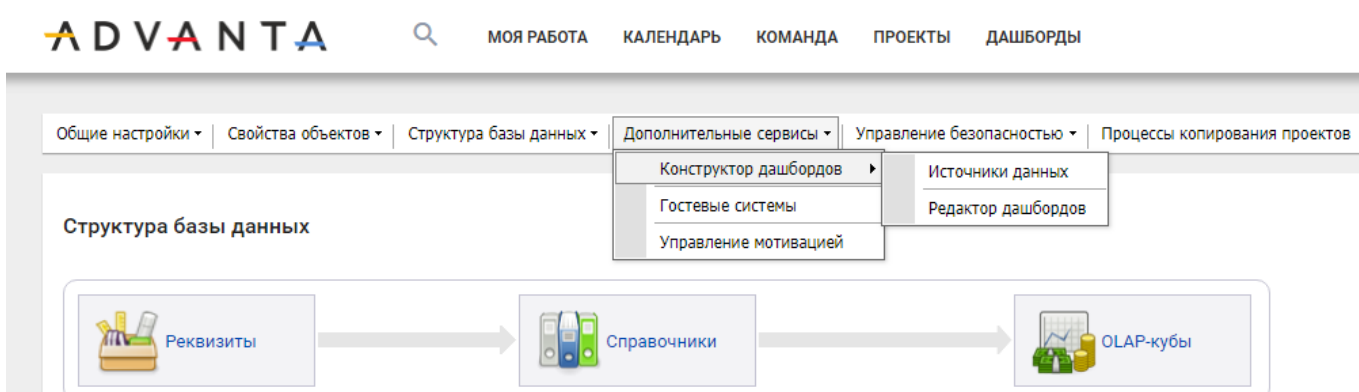 ADVANTA МОЯ РАБОТА КАЛЕНДАРЬ КОМАНДА ПРОЕКТЫ ДАШБОРДЫ
Общие настройки Свойства объектов Структура базы данных Дополнительные сервисы Управление безопасностью Процессы копирования проектов
Конструктор дашбордов Источники данных
Гостевые системы Редактор дашбордов
Управление мотивацией
Структура базы данных
Реквизиты Справочники OLAP-кубы